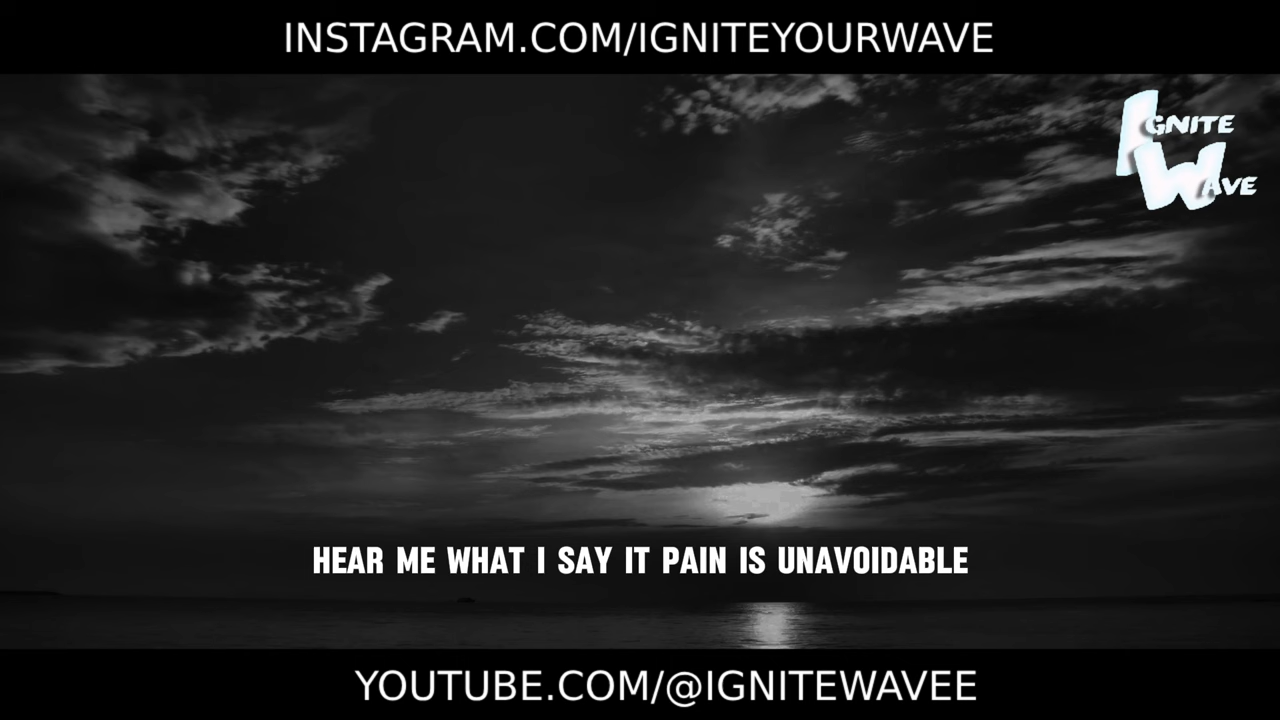 INSTAGRAM.COM/IGNITEYOURWAVE
IGNITE
WAVE
HEAR ME WHAT I SAY IT PAIN IS UNAVOIDABLE
YOUTUBE.COM/@IGNITEWAVEE